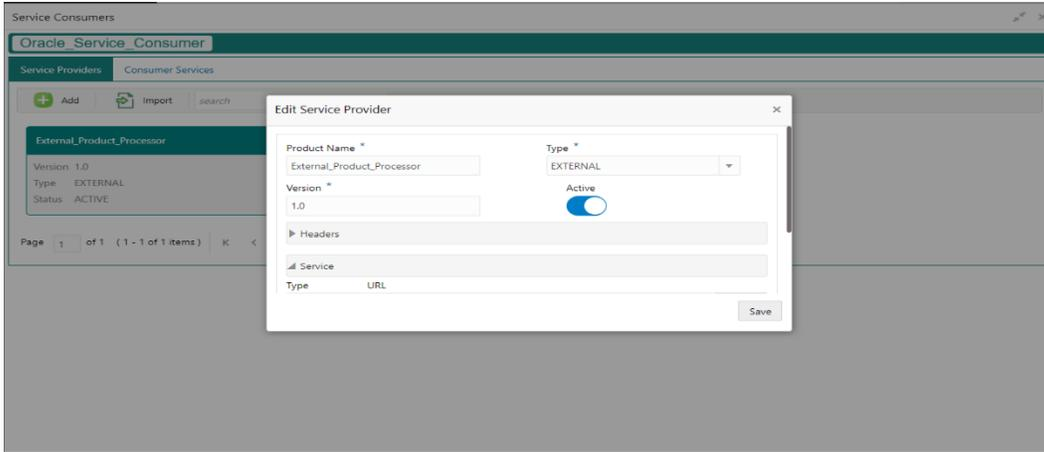 Service Consumers
Oracle_Service_Consumer
Service Providers Consumer Services
Add Import search
Edit Service Provider
External_Product_Processor
Version 1.0
Type EXTERNAL
Status ACTIVE
Page 1 of 1 (1 - 1 of 1 items)
Product Name * Type *
External_Product_Processor EXTERNAL
Version * Active
1.0
Headers
Service
Type URL
Save